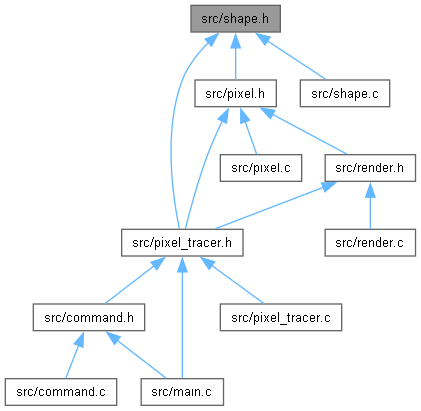 src/shape.h
src/pixel.h
src/shape.c
src/pixel.c
src/render.h
src/pixel_tracer.h
src/render.c
src/command.h
src/pixel_tracer.c
src/command.c
src/main.c